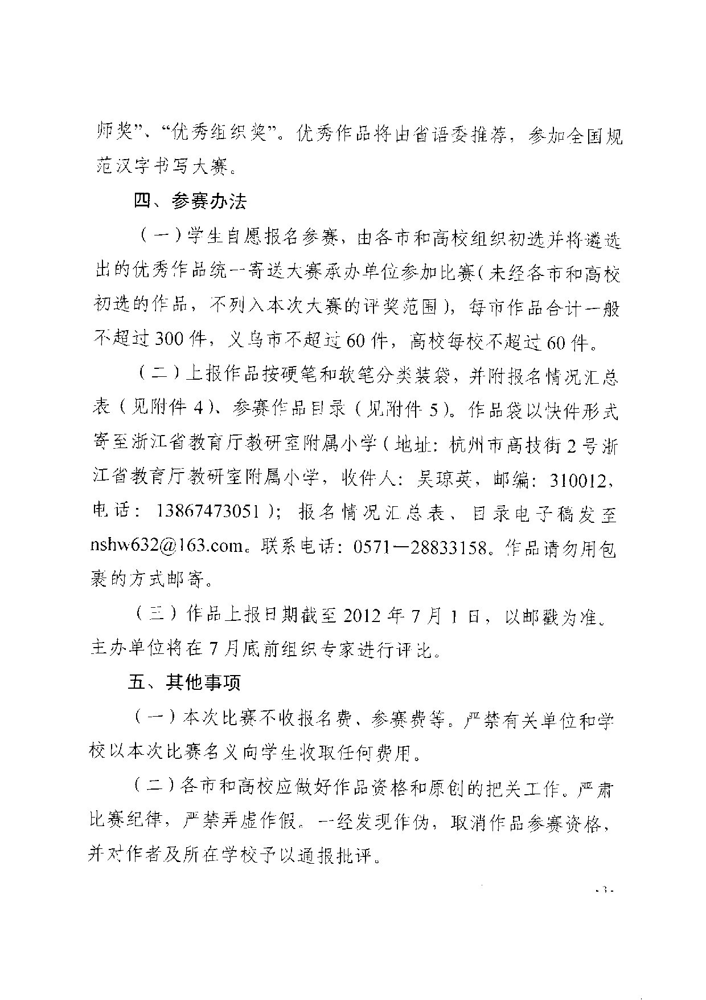 师奖”、“优秀组织奖”。优秀作品将由省语委推荐，参加全国规
范汉字书写大赛。
四、参赛办法
（一）学生自愿报名参赛，由各市和高校组织初选并将遴选
出的优秀作品统一寄送大赛承办单位参加比赛（未经各市和高校
初选的作品，不列入本次大赛的评奖范围），每市作品合计一般
不超过 300 件，义乌市不超过 60 件，高校每校不超过 60 件。
（二）上报作品按硬笔和软笔分类装袋，并附报名情况汇总
表（见附件 4）、参赛作品目录（见附件 5）。作品袋以快件形式
寄至浙江省教育厅教研室附属小学（地址：杭州市高技街 2 号浙
江省教育厅教研室附属小学，收件人：吴琼英，邮编：310012，
电话：13867473051）；报名情况汇总表、目录电子稿发至
nshw632@163.com。联系电话：0571—28833158。作品请勿用包
裹的方式邮寄。
（三）作品上报日期截至 2012 年 7 月 1 日，以邮戳为准。
主办单位将在 7 月底前组织专家进行评比。
五、其他事项
（一）本次比赛不收报名费、参赛费等。严禁有关单位和学
校以本次比赛名义向学生收取任何费用。
（二）各市和高校应做好作品资格和原创的把关工作。严肃
比赛纪律，严禁弄虚作假。一经发现作伪，取消作品参赛资格，
并对作者及所在学校予以通报批评。
- 3 -